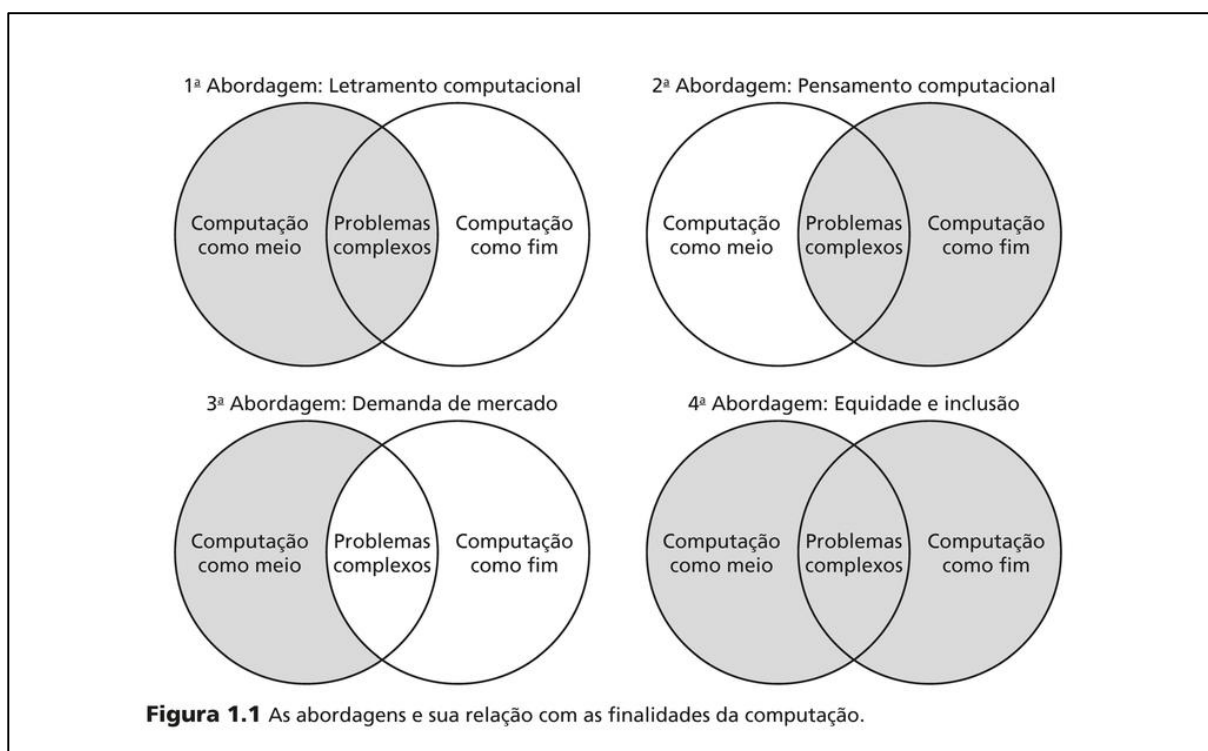 1ª Abordagem: Letramento computacional
Computação
como meio
Problemas
complexos
Computação
como fim
2ª Abordagem: Pensamento computacional
Computação
como meio
Problemas
complexos
Computação
como fim
3ª Abordagem: Demanda de mercado
Computação
como meio
Problemas
complexos
Computação
como fim
4ª Abordagem: Equidade e inclusão
Computação
como meio
Problemas
complexos
Computação
como fim
Figura 1.1 As abordagens e sua relação com as finalidades da computação.